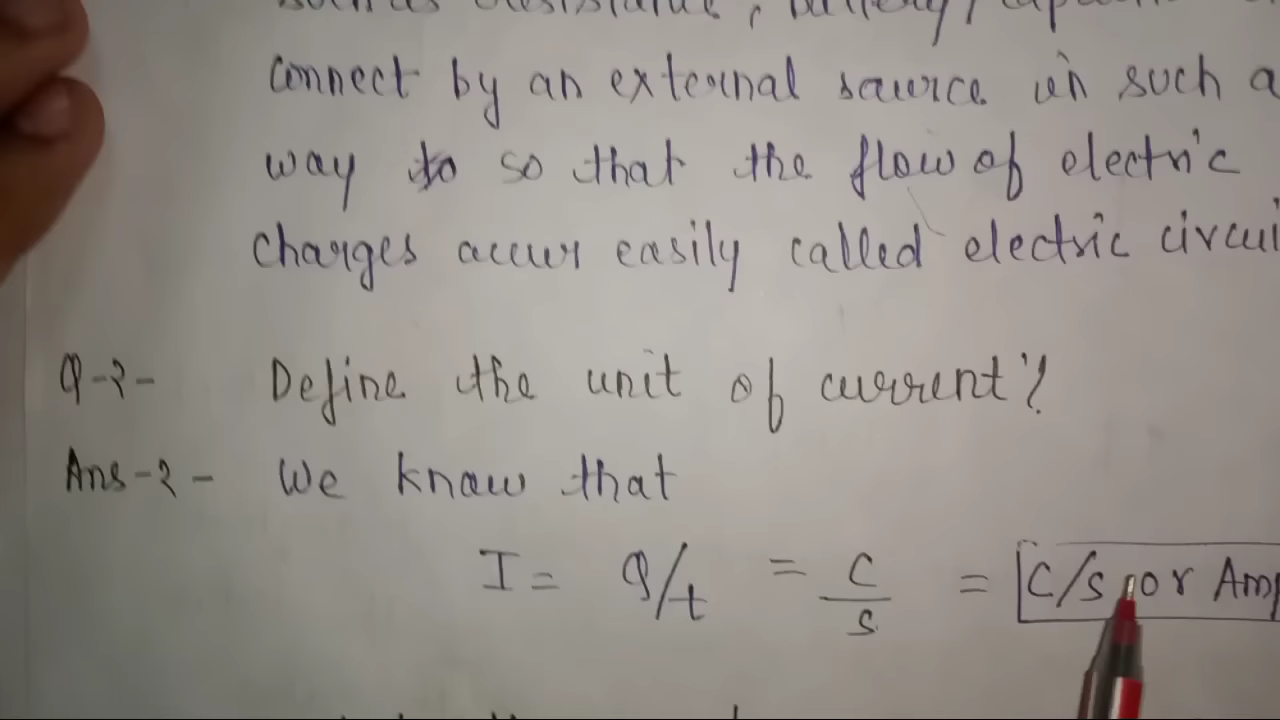 connect by an external source in such a
way to so that the flow of electric
charges accur easily called electric circui
Q-2- Define the unit of current?
Ans-2- We know that
I = Q/t = C/s = C/s or Amp